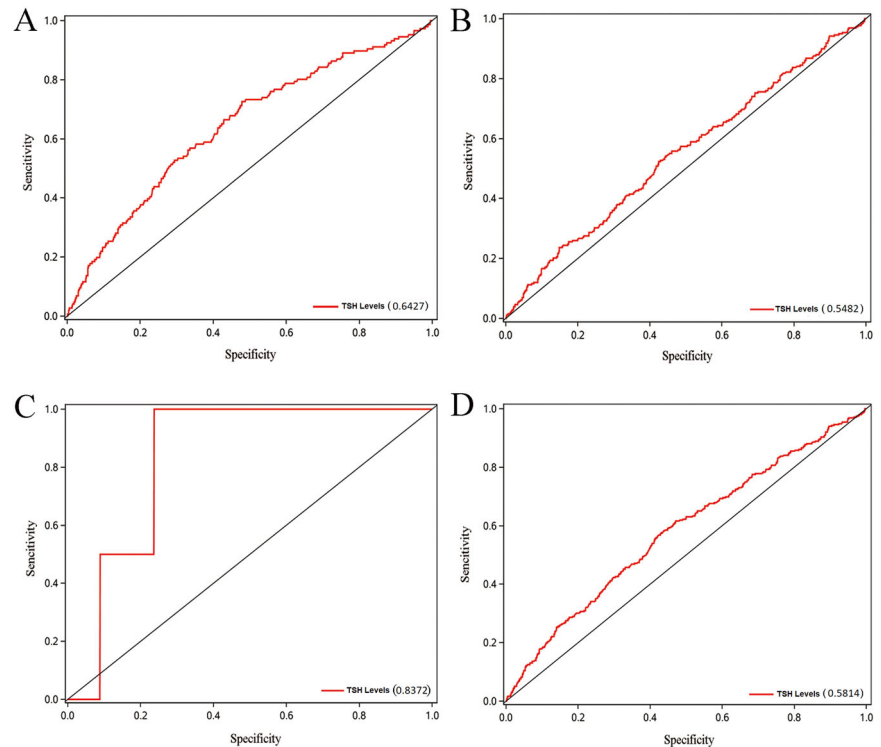 A
1.0
0.8
0.6
0.4
0.2
0.0
Sencitivity
0.0 0.2 0.4 0.6 0.8 1.0
Specificity
TSH Levels (0.6427)
B
1.0
0.8
0.6
0.4
0.2
0.0
Sencitivity
0.0 0.2 0.4 0.6 0.8 1.0
Specificity
TSH Levels (0.5482)
C
1.0
0.8
0.6
0.4
0.2
0.0
Sencitivity
0.0 0.2 0.4 0.6 0.8 1.0
Specificity
TSH Levels (0.8372)
D
1.0
0.8
0.6
0.4
0.2
0.0
Sencitivity
0.0 0.2 0.4 0.6 0.8 1.0
Specificity
TSH Levels (0.5814)